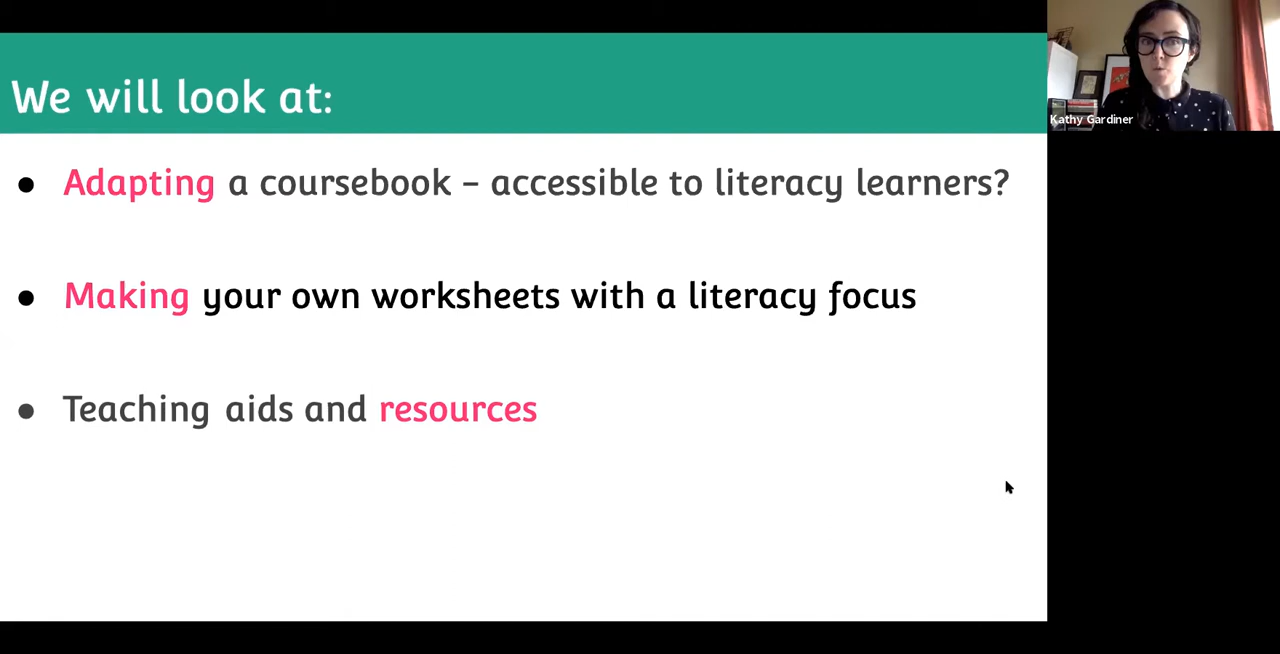 We will look at:
● Adapting a coursebook – accessible to literacy learners?
● Making your own worksheets with a literacy focus
● Teaching aids and resources
Kathy Gardiner